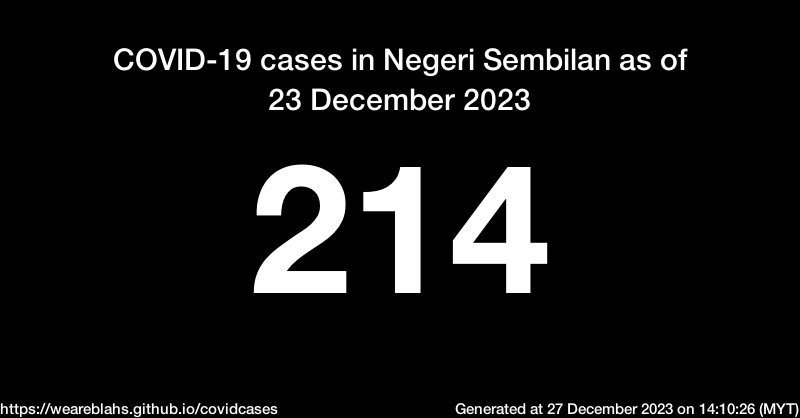 COVID-19 cases in Negeri Sembilan as of
23 December 2023
214
https://weareblahs.github.io/covidcases
Generated at 27 December 2023 on 14:10:26 (MYT)